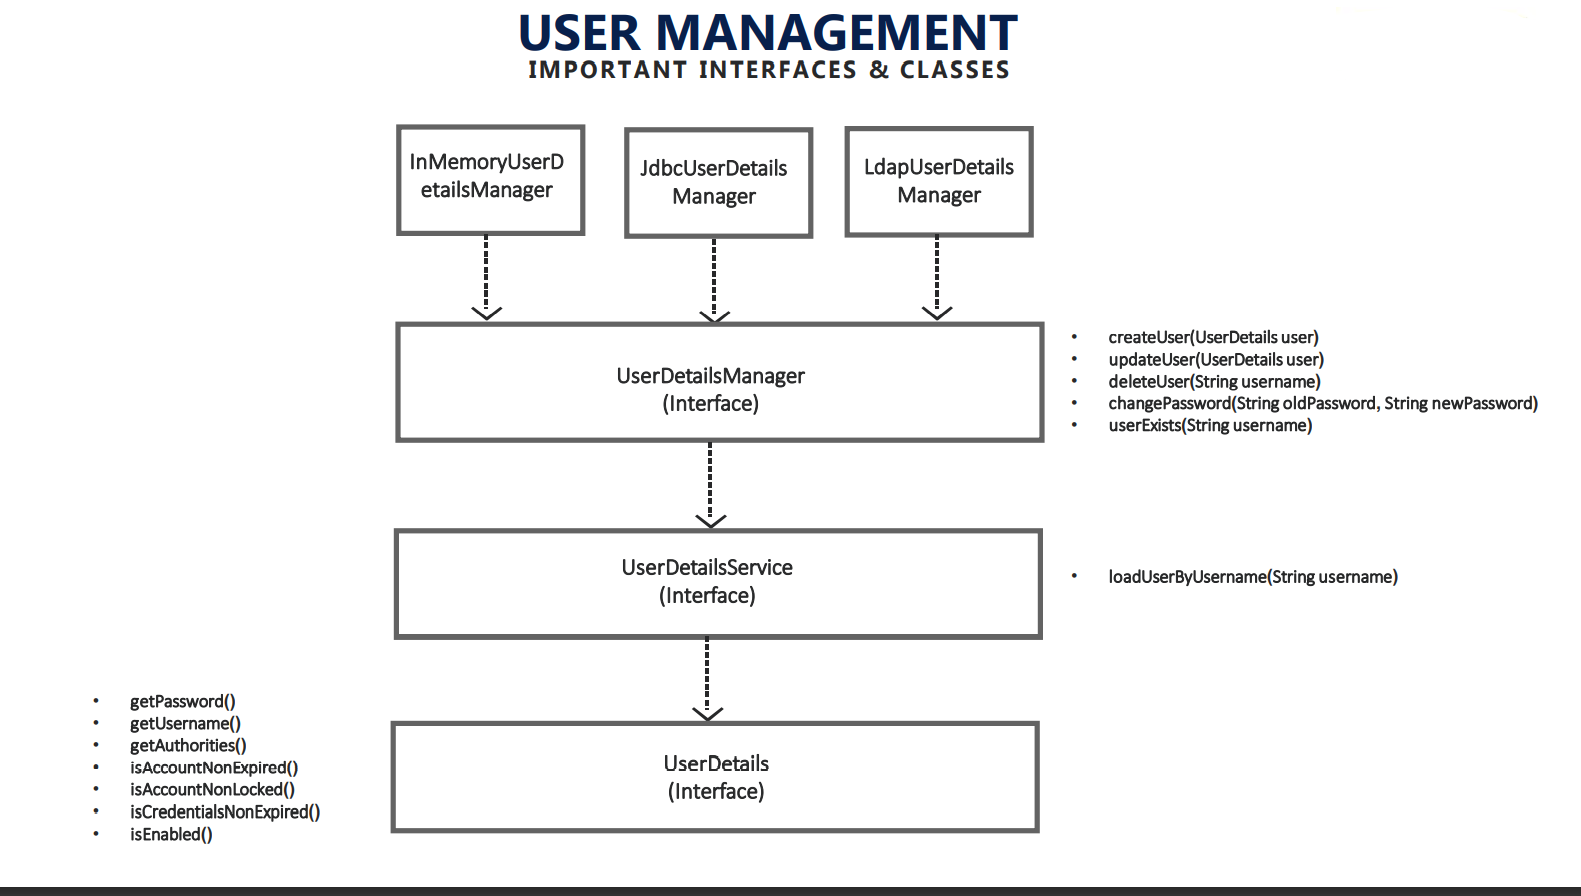 USER MANAGEMENT
IMPORTANT INTERFACES & CLASSES
InMemoryUserD
etailsManager
JdbcUserDetails
Manager
LdapUserDetails
Manager
UserDetailsManager
(Interface)
• createUser(UserDetails user)
• updateUser(UserDetails user)
• deleteUser(String username)
• changePassword(String oldPassword, String newPassword)
• userExists(String username)
UserDetailsService
(Interface)
• loadUserByUsername(String username)
• getPassword()
• getUsername()
• getAuthorities()
• isAccountNonExpired()
• isAccountNonLocked()
• isCredentialsNonExpired()
• isEnabled()
UserDetails
(Interface)